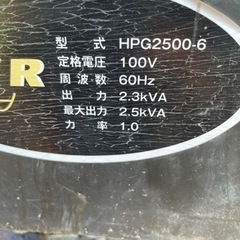 型式 HPG2500-6
定格電圧 100V
周波数 60Hz
出力 2.3kVA
最大出力 2.5kVA
力率 1.0
R